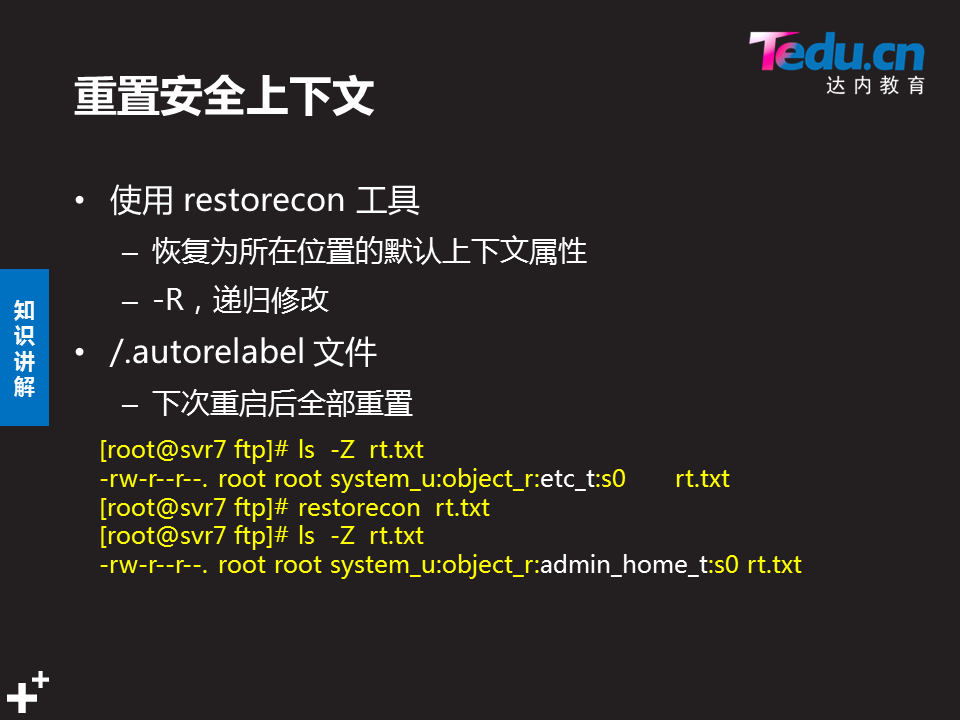 Tedu.cn
达内教育
重置安全上下文
• 使用 restorecon 工具
– 恢复为所在位置的默认上下文属性
– -R，递归修改
• /.autorelabel 文件
– 下次重启后全部重置
知识讲解
[root@svr7 ftp]# ls -Z rt.txt
-rw-r--r--. root root system_u:object_r:etc_t:s0 rt.txt
[root@svr7 ftp]# restorecon rt.txt
[root@svr7 ftp]# ls -Z rt.txt
-rw-r--r--. root root system_u:object_r:admin_home_t:s0 rt.txt